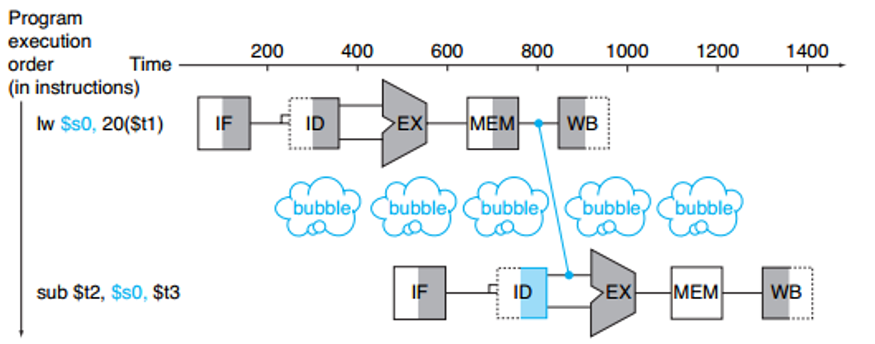 Program
execution
order Time
(in instructions)
200 400 600 800 1000 1200 1400
lw $s0, 20($t1)
IF ID EX MEM WB
bubble bubble bubble bubble bubble
sub $t2, $s0, $t3
IF ID EX MEM WB